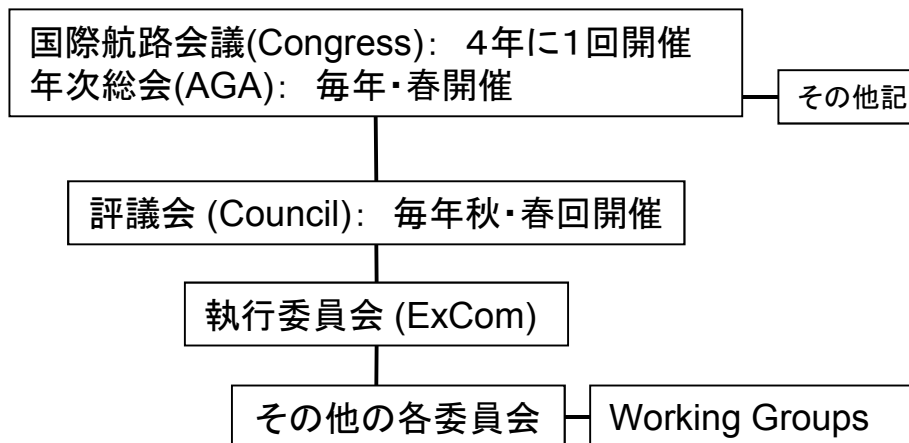 国際航路会議(Congress)： ４年に１回開催
年次総会(AGA)： 毎年・春開催
その他記
評議会 (Council)： 毎年秋・春回開催
執行委員会 (ExCom)
その他の各委員会
Working Groups